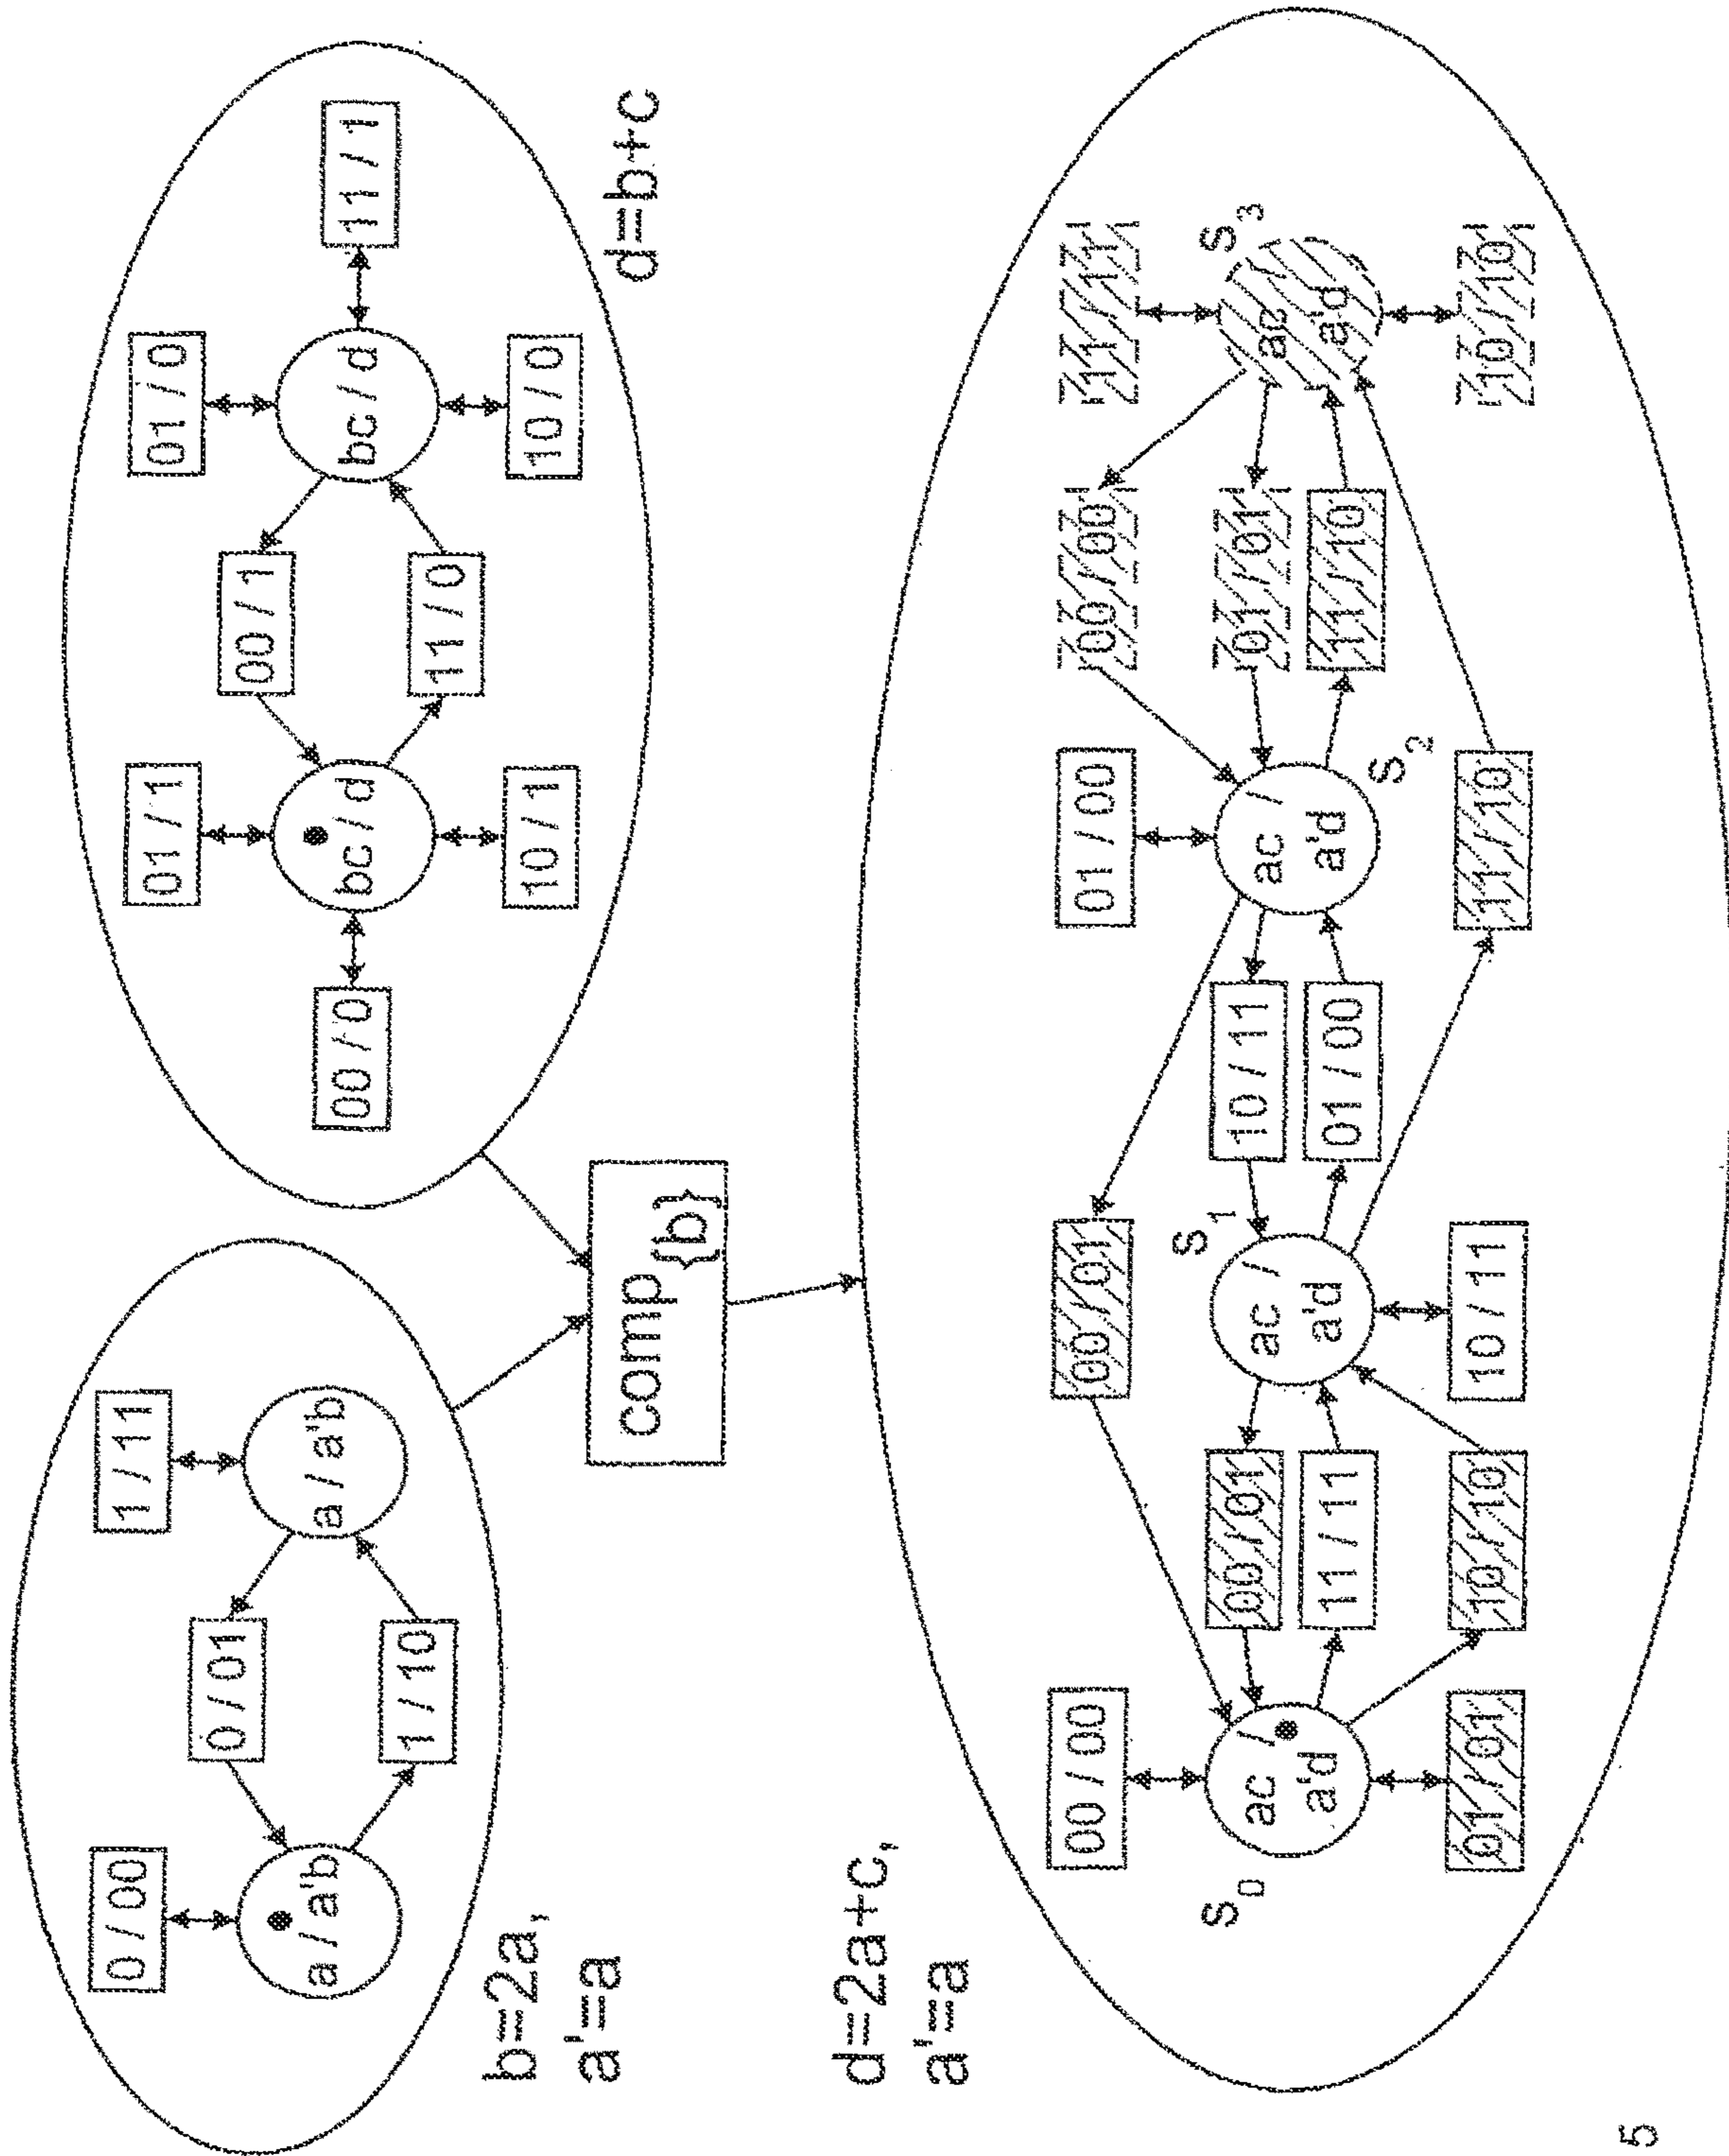 0 / 00
1 / 11
0 / 01
a / a'b
a / a'b
1 / 10
b=2a,
a'=a
01 / 1
01 / 0
00 / 1
00 / 0
bc / d
bc / d
11 / 1
11 / 0
10 / 1
10 / 0
d=b+c
comp{b}
d=2a+c,
a'=a
00 / 00
00 / 01
01 / 00
00 / 00
11 / 11
S0
S1
S2
S3
00 / 01
10 / 11
01 / 01
ac /
a'd
ac /
a'd
ac /
a'd
ac
a'd
11 / 11
01 / 00
11 / 10
01 / 01
10 / 10
10 / 11
11 / 10
10 / 10
5